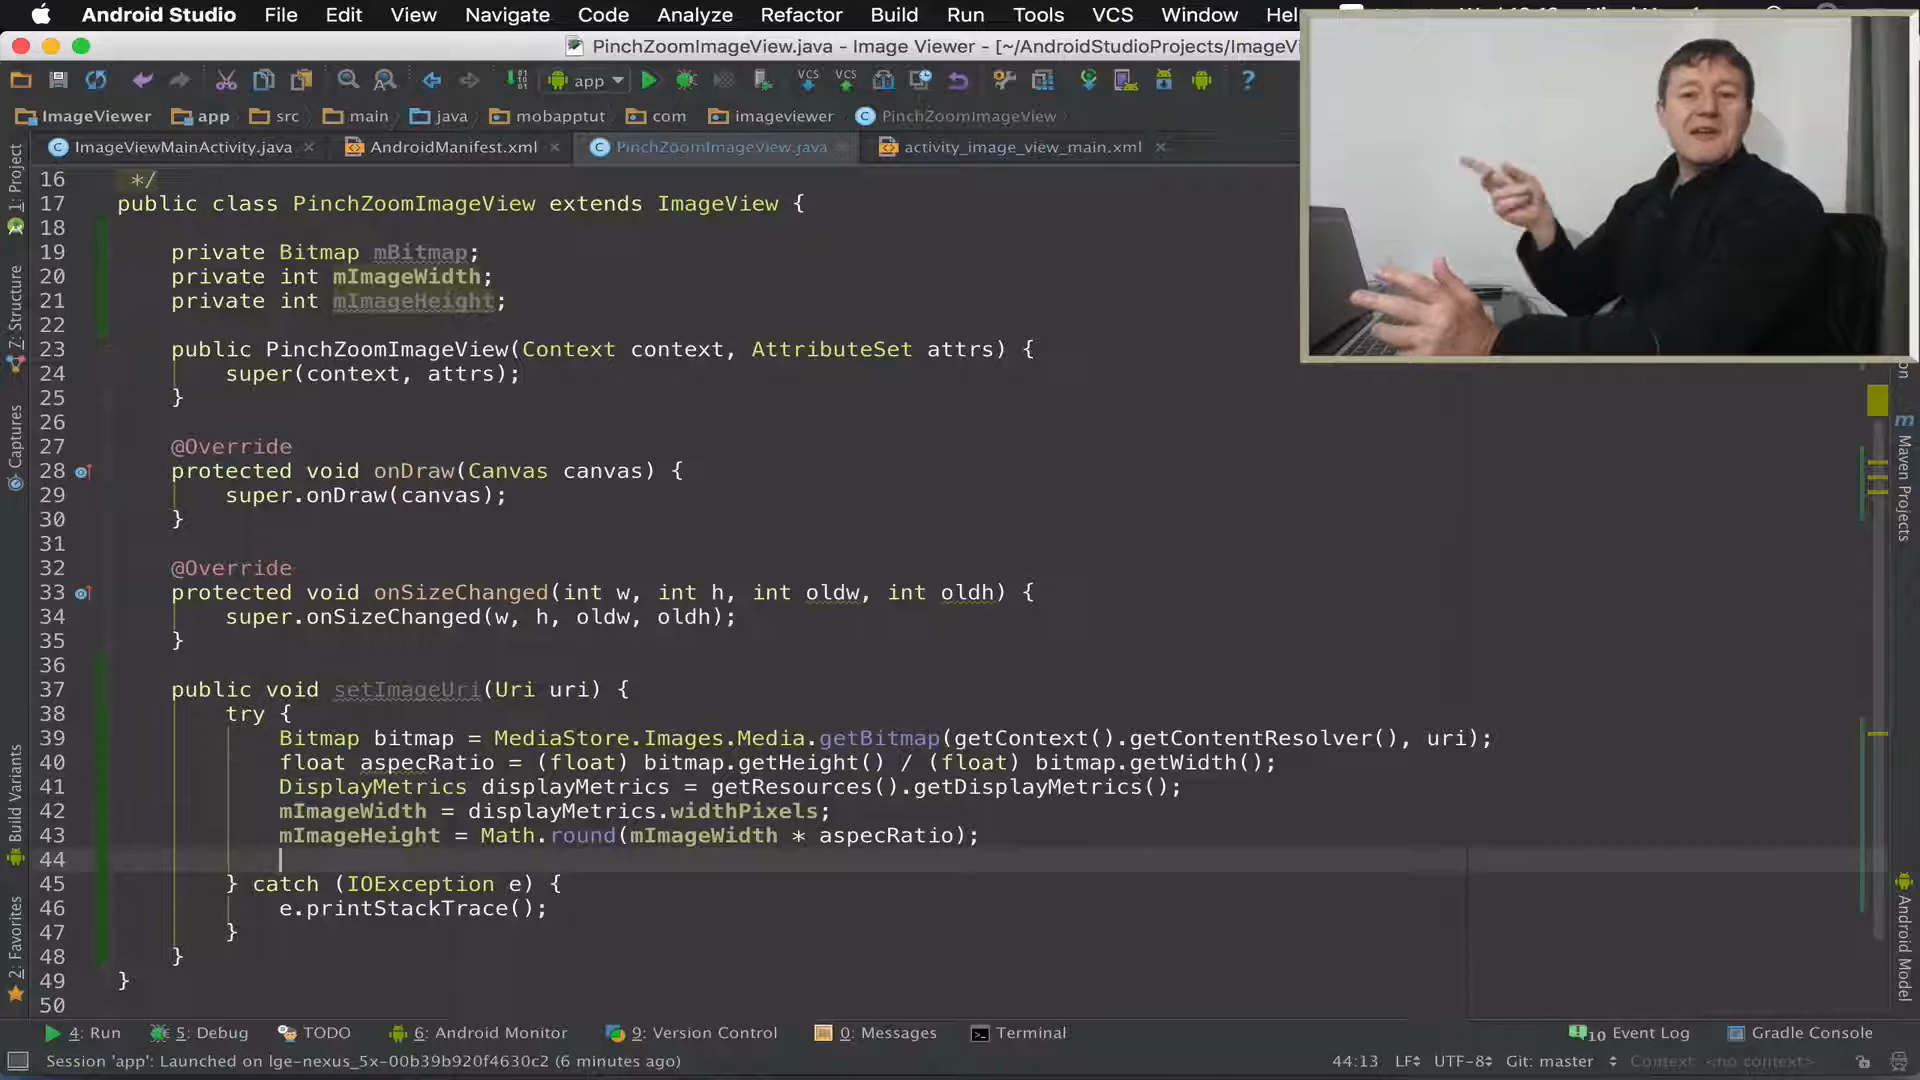 Android Studio File Edit View Navigate Code Analyze Refactor Build Run Tools VCS Window
PinchZoomImageView.java - Image Viewer - [~/AndroidStudioProjects/ImageVi
app
VCS VCS ?
ImageViewer app src main java mobapptut com imageviewer PinchZoomImageView
ImageViewMainActivity.java AndroidManifest.xml PinchZoomImageView.java activity_image_view_main.xml
1: Project
7: Structure
Captures
Build Variants
2: Favorites
16 */
17 public class PinchZoomImageView extends ImageView {
18
19 private Bitmap mBitmap;
20 private int mImageWidth;
21 private int mImageHeight;
22
23 public PinchZoomImageView(Context context, AttributeSet attrs) {
24 super(context, attrs);
25 }
26
27 @Override
28 protected void onDraw(Canvas canvas) {
29 super.onDraw(canvas);
30 }
31
32 @Override
33 protected void onSizeChanged(int w, int h, int oldw, int oldh) {
34 super.onSizeChanged(w, h, oldw, oldh);
35 }
36
37 public void setImageUri(Uri uri) {
38 try {
39 Bitmap bitmap = MediaStore.Images.Media.getBitmap(getContext().getContentResolver(), uri);
40 float aspecRatio = (float) bitmap.getHeight() / (float) bitmap.getWidth();
41 DisplayMetrics displayMetrics = getResources().getDisplayMetrics();
42 mImageWidth = displayMetrics.widthPixels;
43 mImageHeight = Math.round(mImageWidth * aspecRatio);
44
45 } catch (IOException e) {
46 e.printStackTrace();
47 }
48 }
49 }
50
Maven Projects
Android Model
4: Run 5: Debug TODO 6: Android Monitor 9: Version Control 0: Messages Terminal 10 Event Log Gradle Console
Session 'app': Launched on lge-nexus_5x-00b39b920f4630c2 (6 minutes ago) 44:13 LF UTF-8 Git: master Context: <no context>